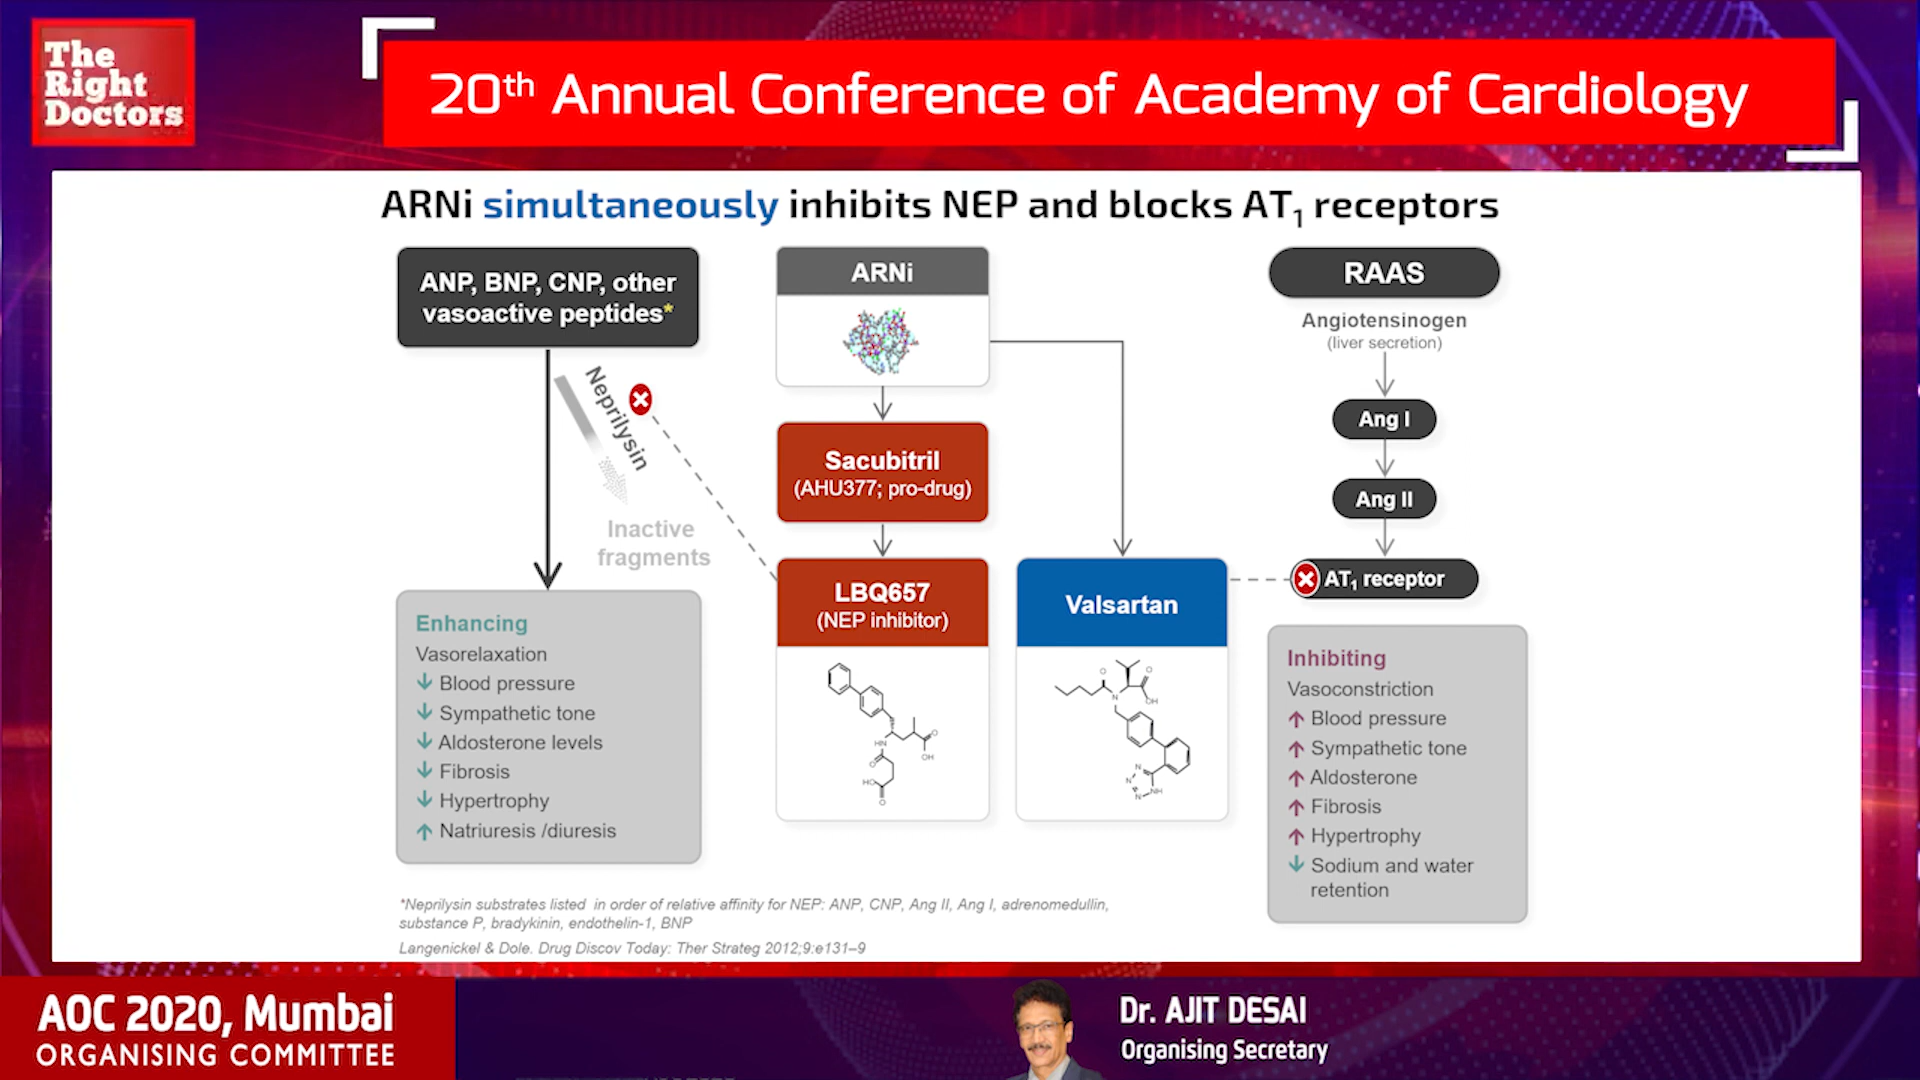 The
Right
Doctors
20th Annual Conference of Academy of Cardiology
ARNi simultaneously inhibits NEP and blocks AT1 receptors
ANP, BNP, CNP, other
vasoactive peptides*
Neprilysin
Inactive
fragments
Enhancing
Vasorelaxation
↓ Blood pressure
↓ Sympathetic tone
↓ Aldosterone levels
↓ Fibrosis
↓ Hypertrophy
↑ Natriuresis /diuresis
ARNi
Sacubitril
(AHU377; pro-drug)
LBQ657
(NEP inhibitor)
HN
O
OH
O
HO
O
Valsartan
O
O
N
OH
N
N
N
NH
RAAS
Angiotensinogen
(liver secretion)
Ang I
Ang II
AT1 receptor
Inhibiting
Vasoconstriction
↑ Blood pressure
↑ Sympathetic tone
↑ Aldosterone
↑ Fibrosis
↑ Hypertrophy
↓ Sodium and water
retention
*Neprilysin substrates listed in order of relative affinity for NEP: ANP, CNP, Ang II, Ang I, adrenomedullin,
substance P, bradykinin, endothelin-1, BNP
Langenickel & Dole. Drug Discov Today: Ther Strateg 2012;9:e131–9
AOC 2020, Mumbai
ORGANISING COMMITTEE
Dr. AJIT DESAI
Organising Secretary